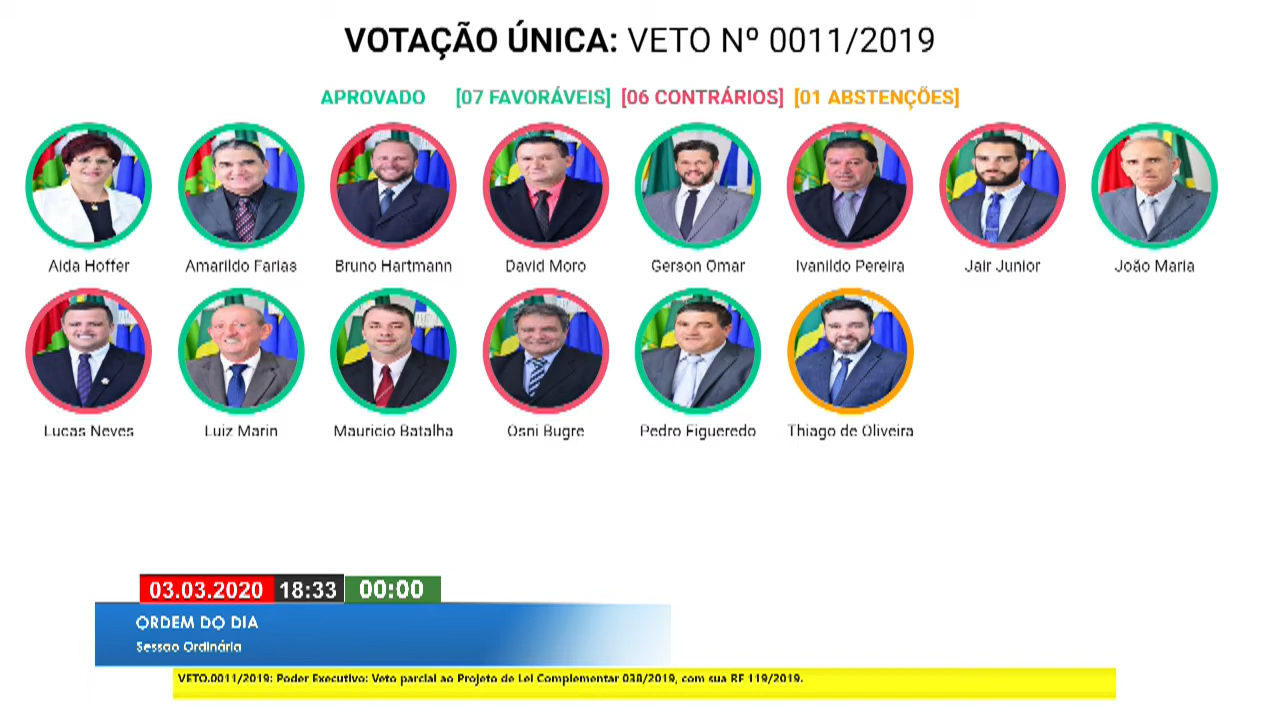 VOTAÇÃO ÚNICA: VETO Nº 0011/2019
APROVADO [07 FAVORÁVEIS] [06 CONTRÁRIOS] [01 ABSTENÇÕES]
Aida Hoffer Amarildo Farias Bruno Hartmann David Moro Gerson Omar Ivanildo Pereira Jair Junior João Maria
Lucas Neves Luiz Marin Mauricio Batalha Osni Bugre Pedro Figueredo Thiago de Oliveira
03.03.2020 18:33 00:00
ORDEM DO DIA
Sessao Ordinária
VETO.0011/2019: Poder Executivo: Veto parcial ao Projeto de Lei Complementar 038/2019, com sua RF 119/2019.